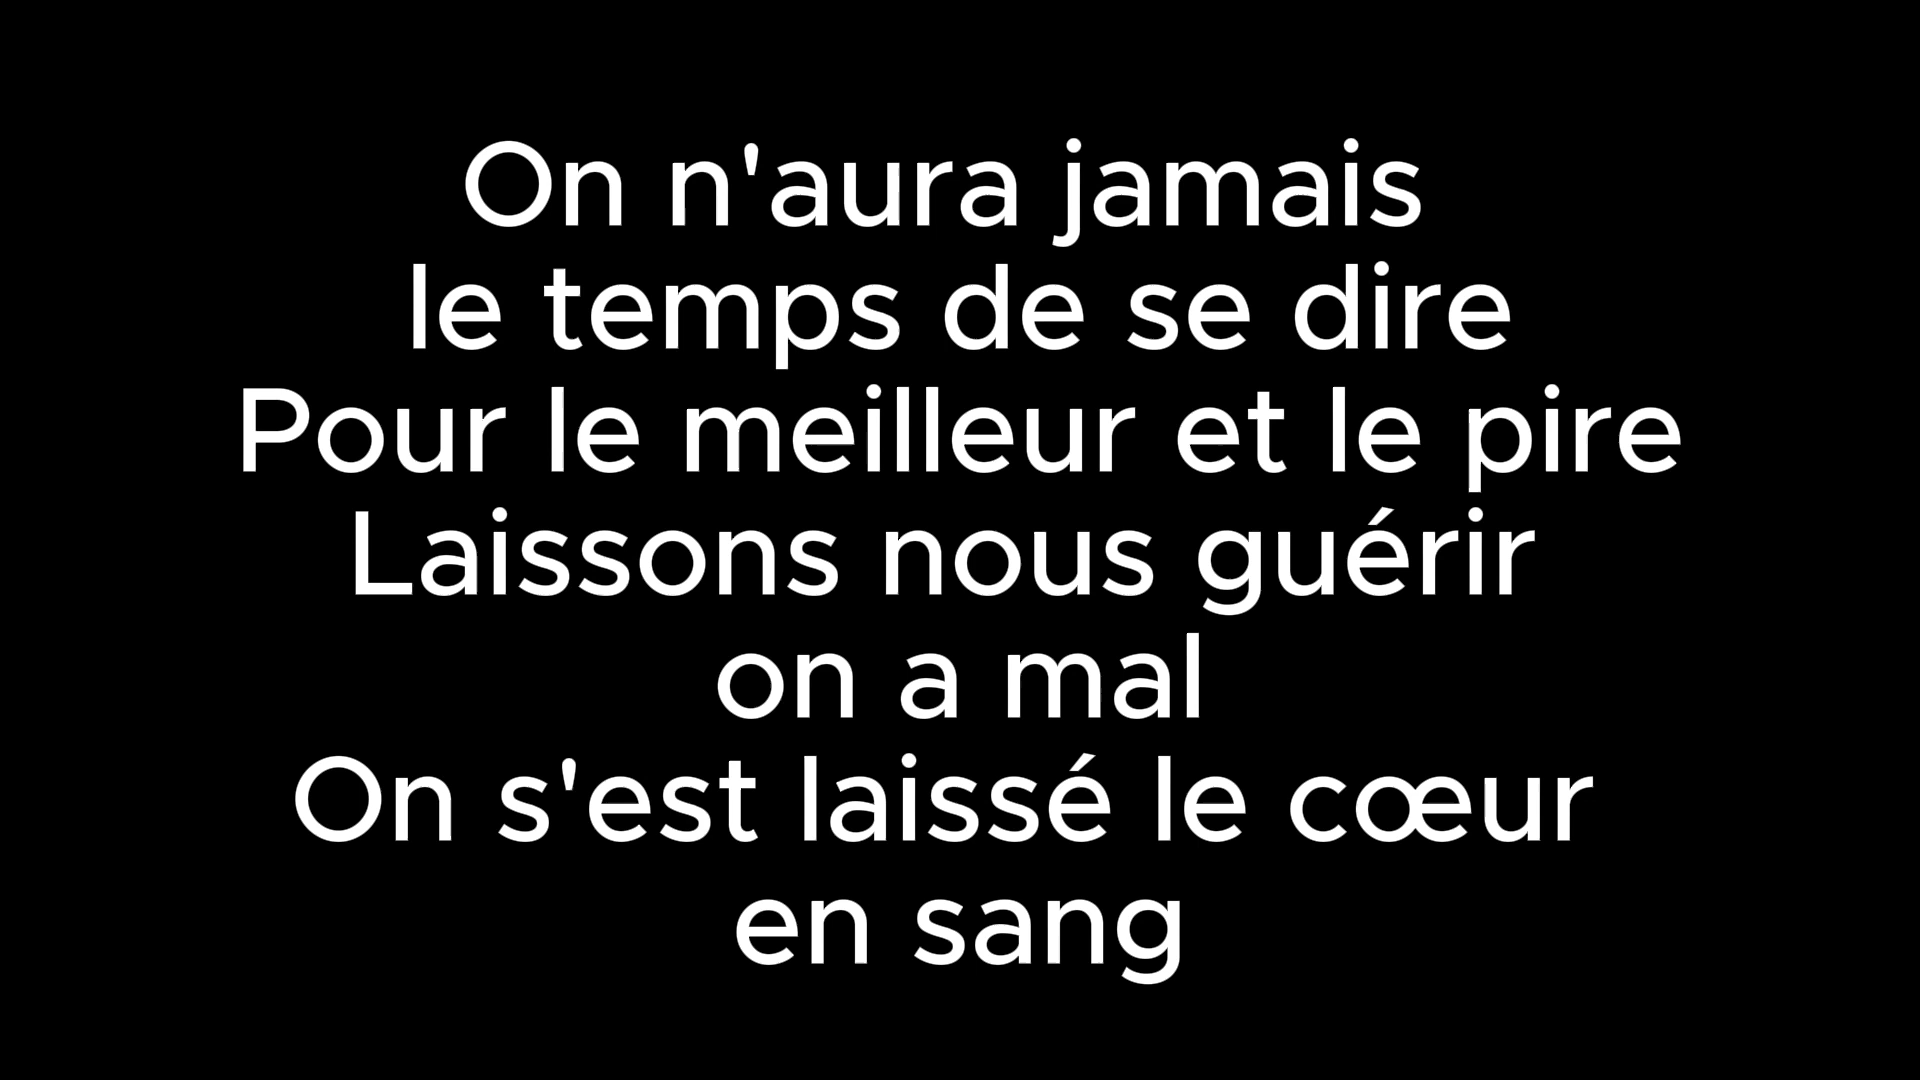 On n'aura jamais
le temps de se dire
Pour le meilleur et le pire
Laissons nous guérir
on a mal
On s'est laissé le cœur
en sang